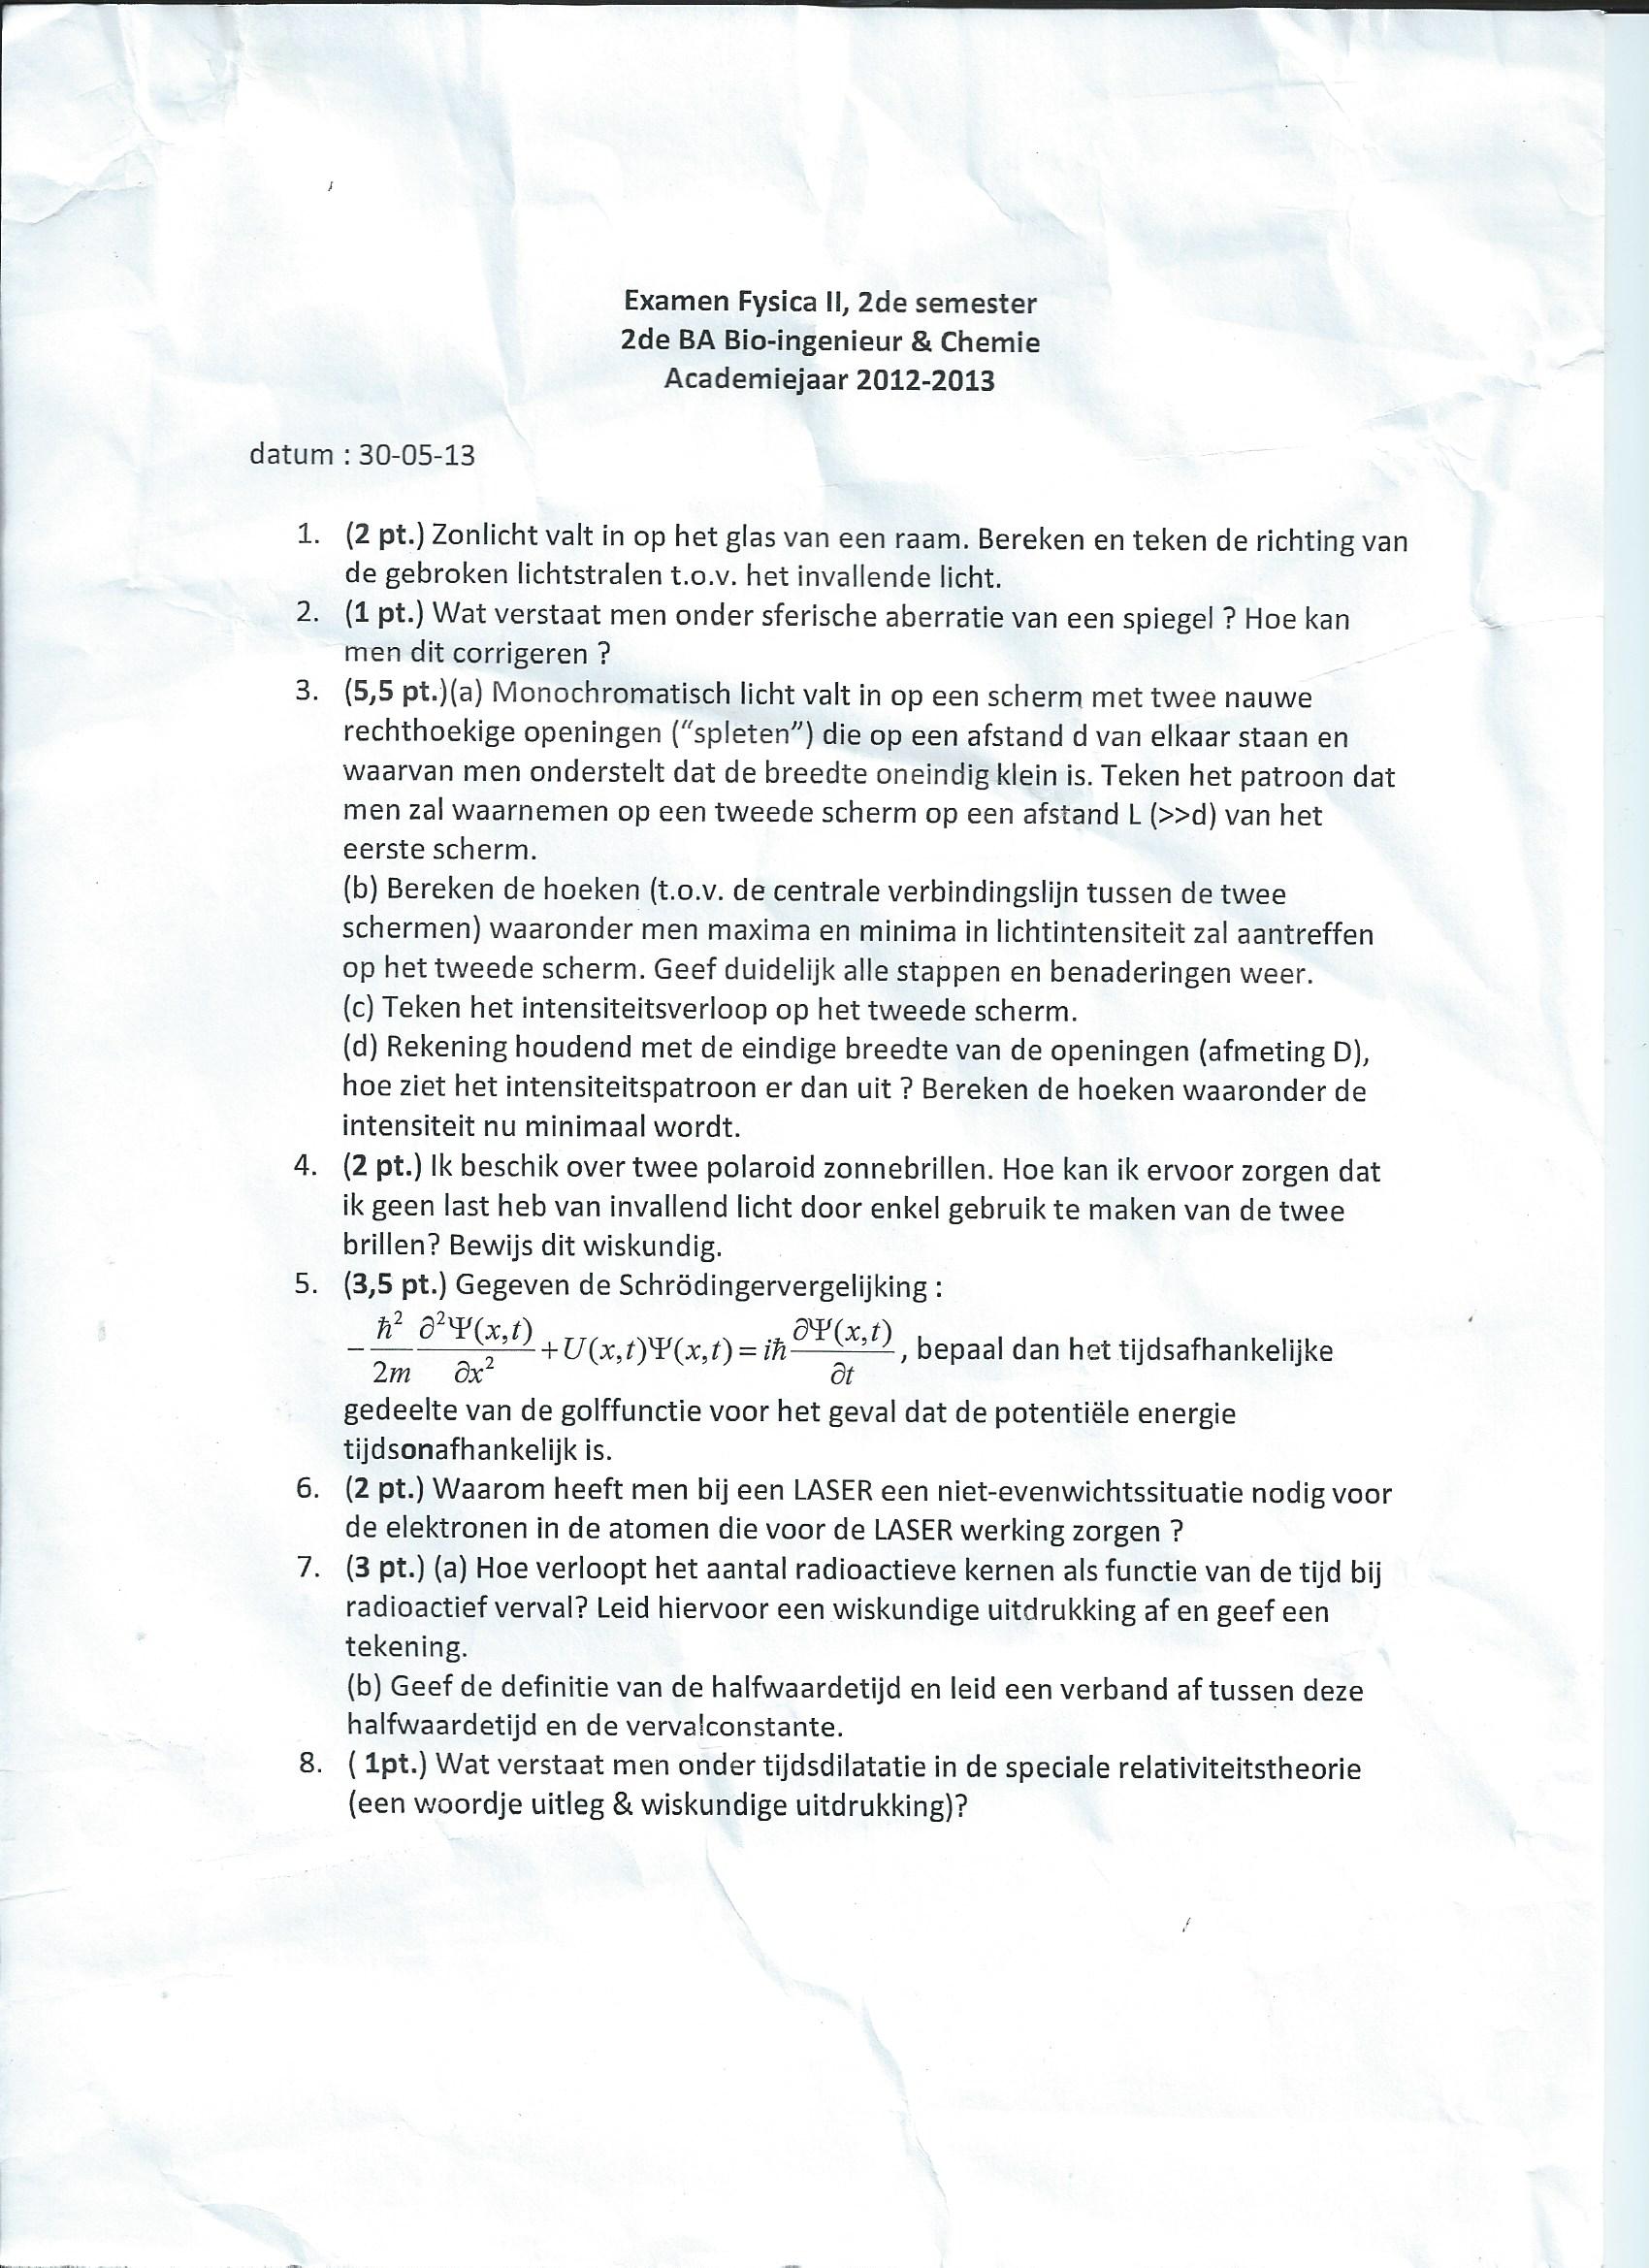 Examen Fysica II, 2de semester
2de BA Bio-ingenieur & Chemie
Academiejaar 2012-2013
datum : 30-05-13
1. (2 pt.) Zonlicht valt in op het glas van een raam. Bereken en teken de richting van
de gebroken lichtstralen t.o.v. het invallende licht.
2. (1 pt.) Wat verstaat men onder sferische aberratie van een spiegel ? Hoe kan
men dit corrigeren ?
3. (5,5 pt.)(a) Monochromatisch licht valt in op een scherm met twee nauwe
rechthoekige openingen (“spleten”) die op een afstand d van elkaar staan en
waarvan men onderstelt dat de breedte oneindig klein is. Teken het patroon dat
men zal waarnemen op een tweede scherm op een afstand L (>>d) van het
eerste scherm.
(b) Bereken de hoeken (t.o.v. de centrale verbindingslijn tussen de twee
schermen) waaronder men maxima en minima in lichtintensiteit zal aantreffen
op het tweede scherm. Geef duidelijk alle stappen en benaderingen weer.
(c) Teken het intensiteitsverloop op het tweede scherm.
(d) Rekening houdend met de eindige breedte van de openingen (afmeting D),
hoe ziet het intensiteitspatroon er dan uit ? Bereken de hoeken waaronder de
intensiteit nu minimaal wordt.
4. (2 pt.) Ik beschik over twee polaroid zonnebrillen. Hoe kan ik ervoor zorgen dat
ik geen last heb van invallend licht door enkel gebruik te maken van de twee
brillen? Bewijs dit wiskundig.
5. (3,5 pt.) Gegeven de Schrödingervergelijking :
−ħ²/2m ∂²Ψ(x,t)/∂x² + U(x,t)Ψ(x,t) = iħ ∂Ψ(x,t)/∂t , bepaal dan het tijdsafhankelijke
gedeelte van de golffunctie voor het geval dat de potentiële energie
tijdsonafhankelijk is.
6. (2 pt.) Waarom heeft men bij een LASER een niet-evenwichtssituatie nodig voor
de elektronen in de atomen die voor de LASER werking zorgen ?
7. (3 pt.) (a) Hoe verloopt het aantal radioactieve kernen als functie van de tijd bij
radioactief verval? Leid hiervoor een wiskundige uitdrukking af en geef een
tekening.
(b) Geef de definitie van de halfwaardetijd en leid een verband af tussen deze
halfwaardetijd en de vervalconstante.
8. ( 1pt.) Wat verstaat men onder tijdsdilatatie in de speciale relativiteitstheorie
(een woordje uitleg & wiskundige uitdrukking)?